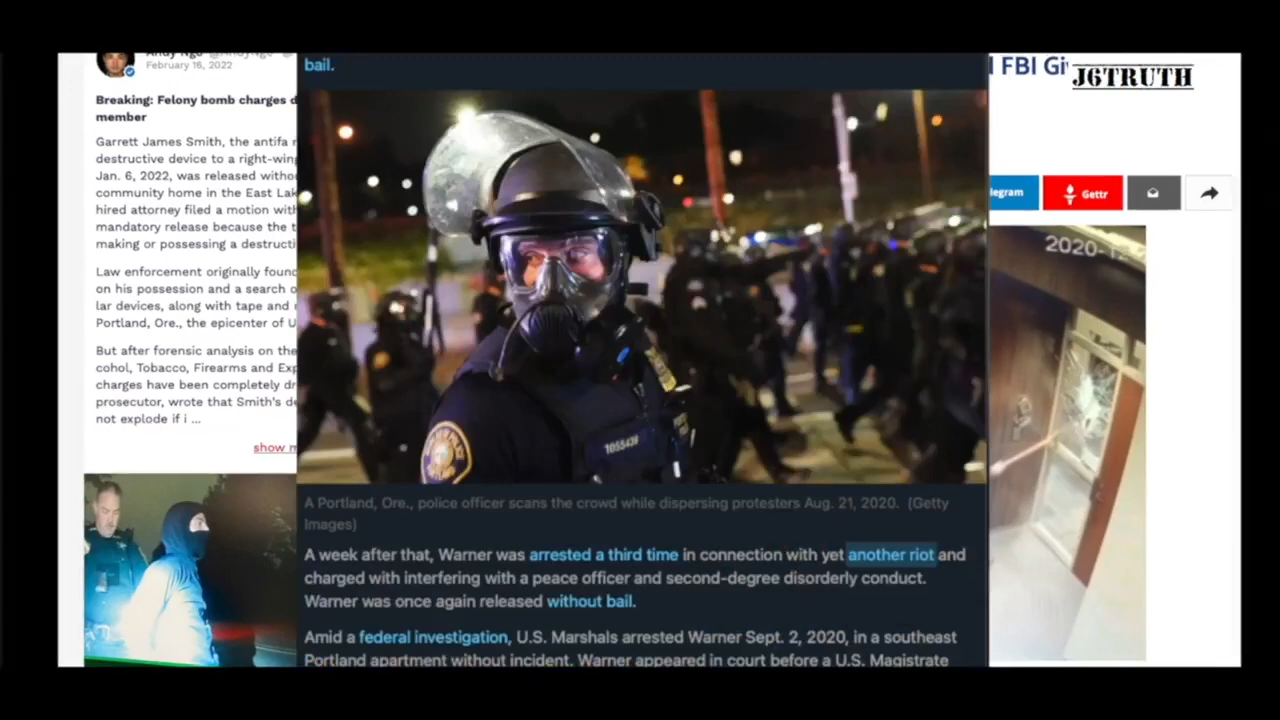 February 16, 2022
Breaking: Felony bomb charges d
member
Garrett James Smith, the antifa
destructive device to a right-wing
Jan. 6, 2022, was released witho
community home in the East Lak
hired attorney filed a motion with
mandatory release because the t
making or possessing a destructi
Law enforcement originally found
on his possession and a search o
lar devices, along with tape and
Portland, Ore., the epicenter of
But after forensic analysis on the
cohol, Tobacco, Firearms and Exp
charges have been completely dr
prosecutor, wrote that Smith's de
not explode if i ...
show
bail.
1055439
A Portland, Ore., police officer scans the crowd while dispersing protesters Aug. 21, 2020. (Getty
Images)
A week after that, Warner was arrested a third time in connection with yet another riot and
charged with interfering with a peace officer and second-degree disorderly conduct.
Warner was once again released without bail.
Amid a federal investigation, U.S. Marshals arrested Warner Sept. 2, 2020, in a southeast
Portland apartment without incident. Warner appeared in court before a U.S. Magistrate
FBI Gi
J6TRUTH
legram
Gettr
2020-12